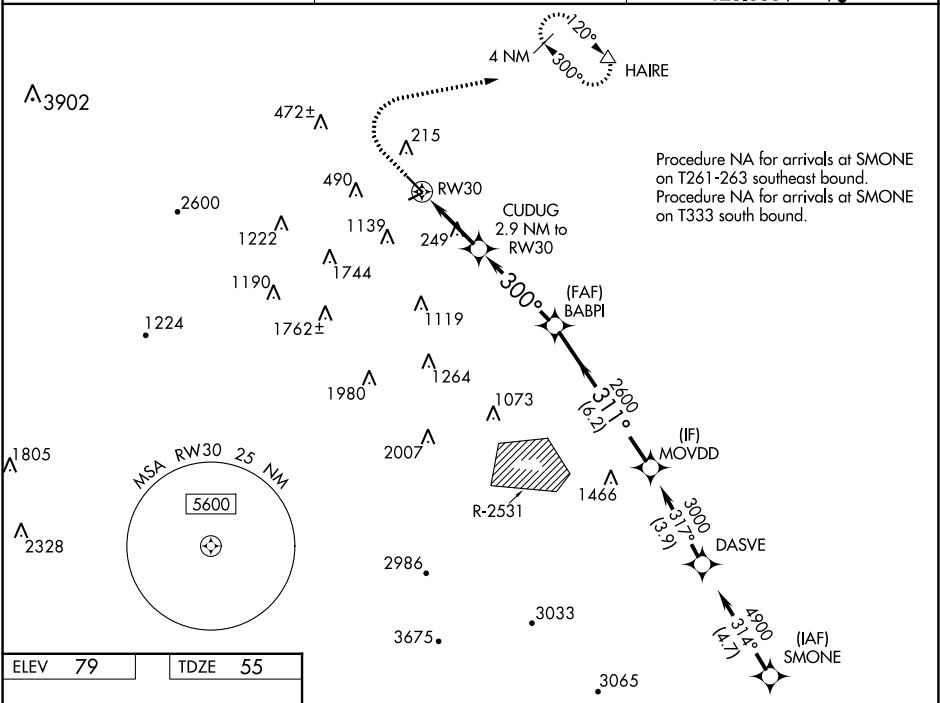 120°
4 NM
300°
HAIRE
3902
472±
215
Procedure NA for arrivals at SMONE
on T261-263 southeast bound.
Procedure NA for arrivals at SMONE
on T333 south bound.
490
RW30
2600
CUDUG
2.9 NM to
RW30
1222
1139
249
1744
1190
300°
(FAF)
BABPI
1762±
1119
1224
1264
1980
2600
311°
(6.2)
1073
(IF)
MOVDD
2007
1805
MSA RW30 25 NM
5600
1466
R-2531
3000
317°
(3.9)
2328
DASVE
2986
4900
314°
(4.7)
3033
(IAF)
SMONE
3675
ELEV 79
TDZE 55
3065